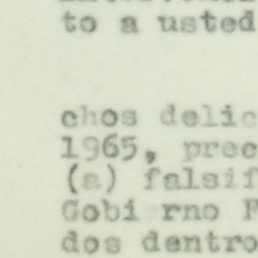 to a usted
chos delic
1965, prec
(a) falsif
Gobi rno F
dos dentro